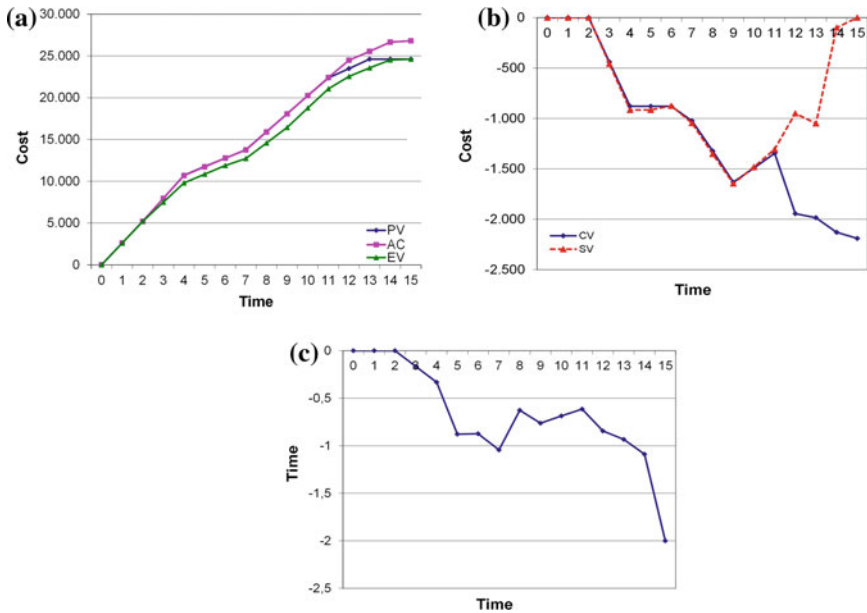 (a)
30.000
25.000
20.000
15.000
10.000
5.000
0
Cost
0 1 2 3 4 5 6 7 8 9 10 11 12 13 14 15
Time
PV
AC
EV
(b)
0
-500
-1.000
-1.500
-2.000
-2.500
Cost
0 1 2 3 4 5 6 7 8 9 10 11 12 13 14 15
CV
SV
Time
(c)
0
-0,5
-1
-1,5
-2
-2,5
Time
0 1 2 3 4 5 6 7 8 9 10 11 12 13 14 15
Time